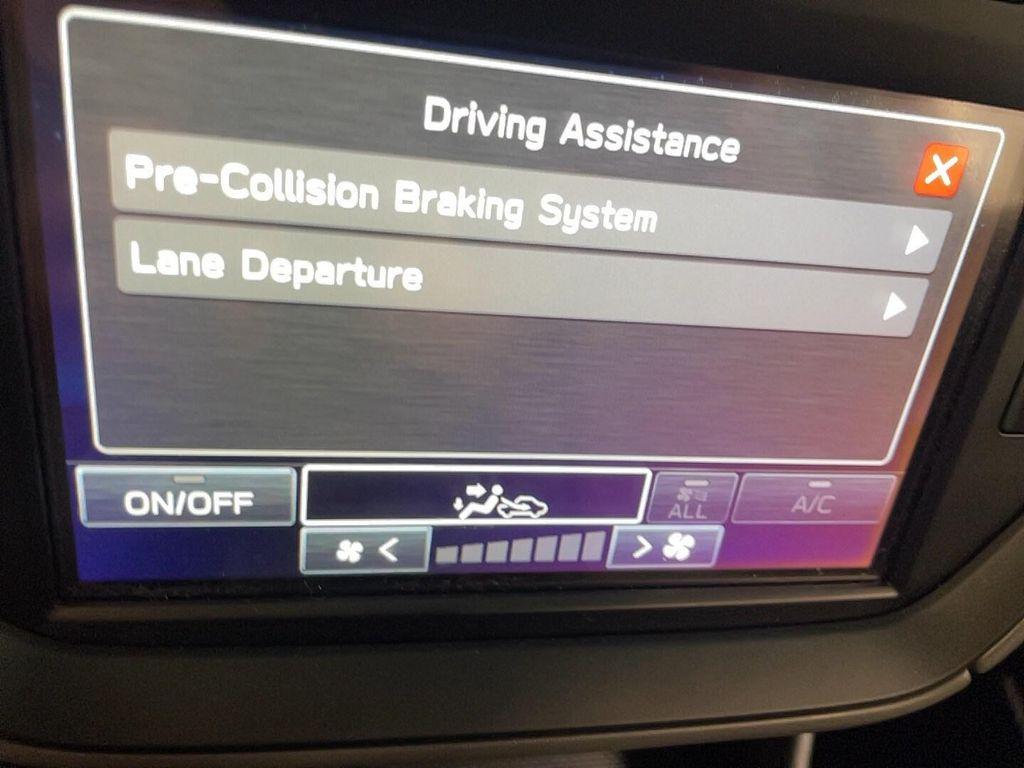 Driving Assistance
Pre-Collision Braking System
Lane Departure
ON/OFF
ALL
A/C